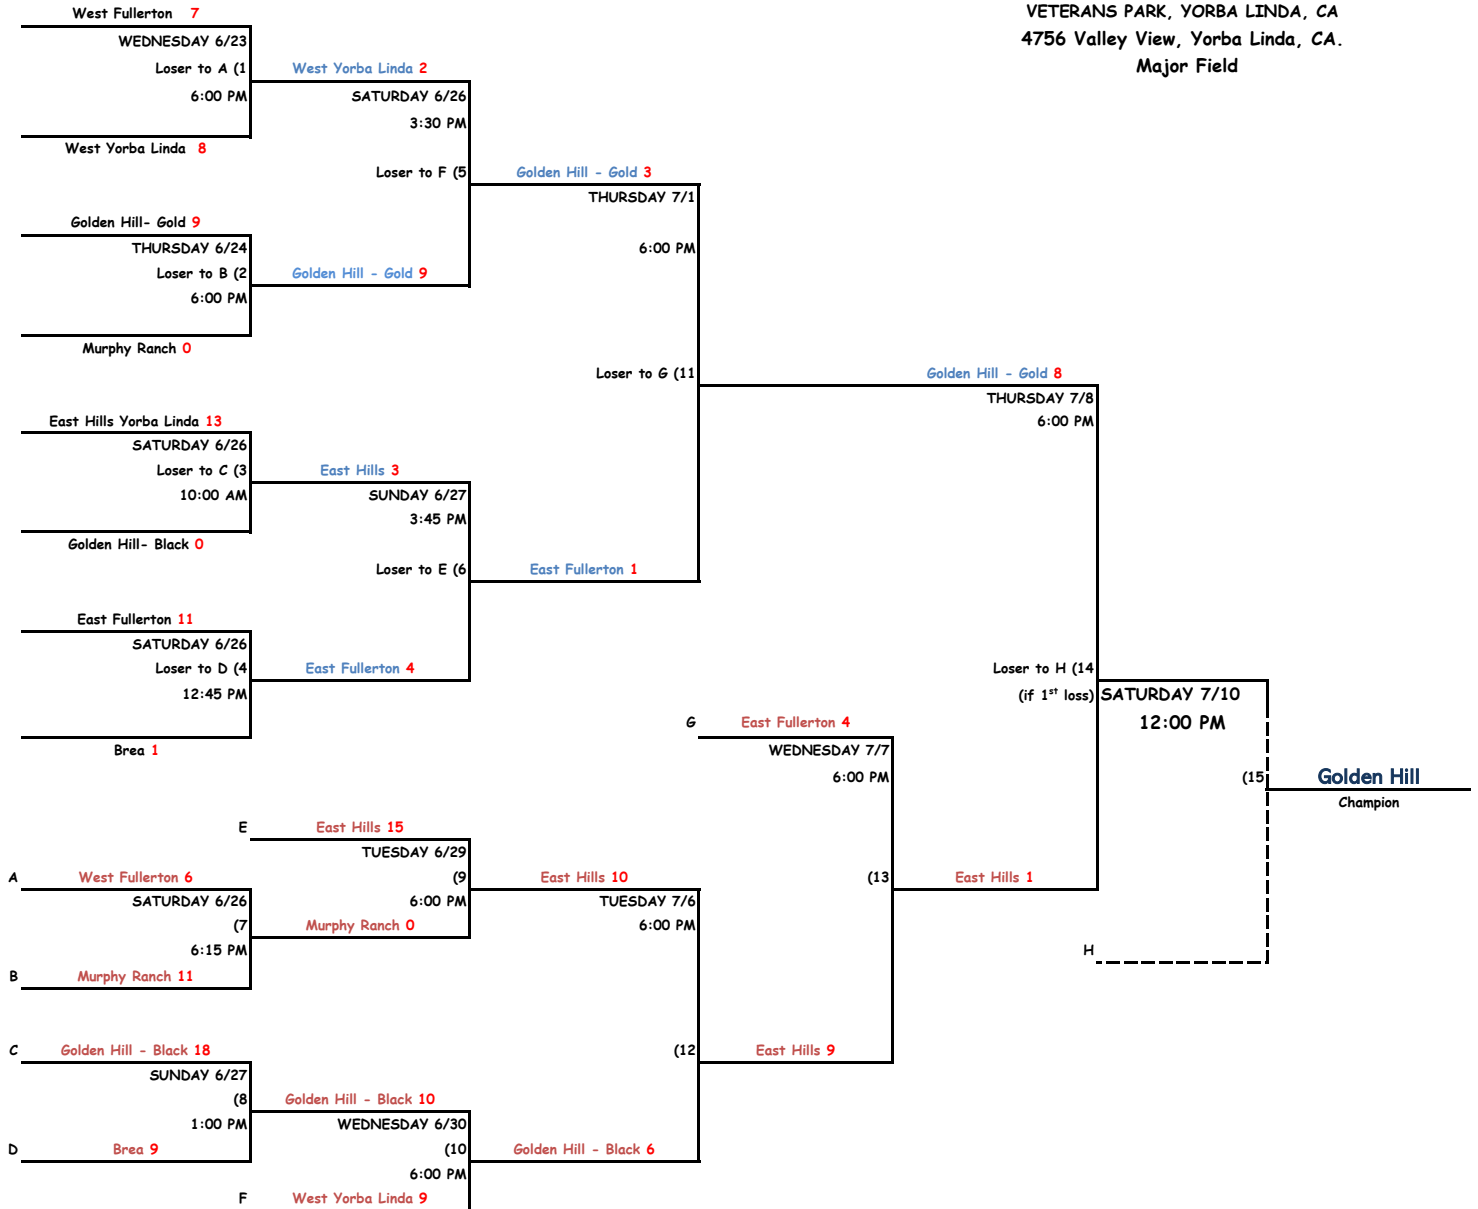 West Fullerton 7
VETERANS PARK, YORBA LINDA, CA
4756 Valley View, Yorba Linda, CA.
Major Field
WEDNESDAY 6/23
Loser to A (1
6:00 PM
West Yorba Linda 8
West Yorba Linda 2
SATURDAY 6/26
3:30 PM
Loser to F (5
Golden Hill - Gold 3
THURSDAY 7/1
6:00 PM
Golden Hill- Gold 9
THURSDAY 6/24
Loser to B (2
6:00 PM
Golden Hill - Gold 9
Murphy Ranch 0
Loser to G (11
Golden Hill - Gold 8
THURSDAY 7/8
6:00 PM
East Hills Yorba Linda 13
SATURDAY 6/26
Loser to C (3
10:00 AM
East Hills 3
SUNDAY 6/27
3:45 PM
Golden Hill- Black 0
Loser to E (6
East Fullerton 1
East Fullerton 11
SATURDAY 6/26
Loser to D (4
12:45 PM
East Fullerton 4
Brea 1
Loser to H (14
(if 1st loss)
SATURDAY 7/10
12:00 PM
G East Fullerton 4
WEDNESDAY 7/7
6:00 PM
(15
Golden Hill
Champion
E East Hills 15
TUESDAY 6/29
(9
6:00 PM
A West Fullerton 6
SATURDAY 6/26
(7
6:15 PM
Murphy Ranch 0
B Murphy Ranch 11
East Hills 10
TUESDAY 7/6
6:00 PM
(13
East Hills 1
H
C Golden Hill - Black 18
SUNDAY 6/27
(8
1:00 PM
D Brea 9
(12
East Hills 9
Golden Hill - Black 10
WEDNESDAY 6/30
(10
6:00 PM
Golden Hill - Black 6
F West Yorba Linda 9